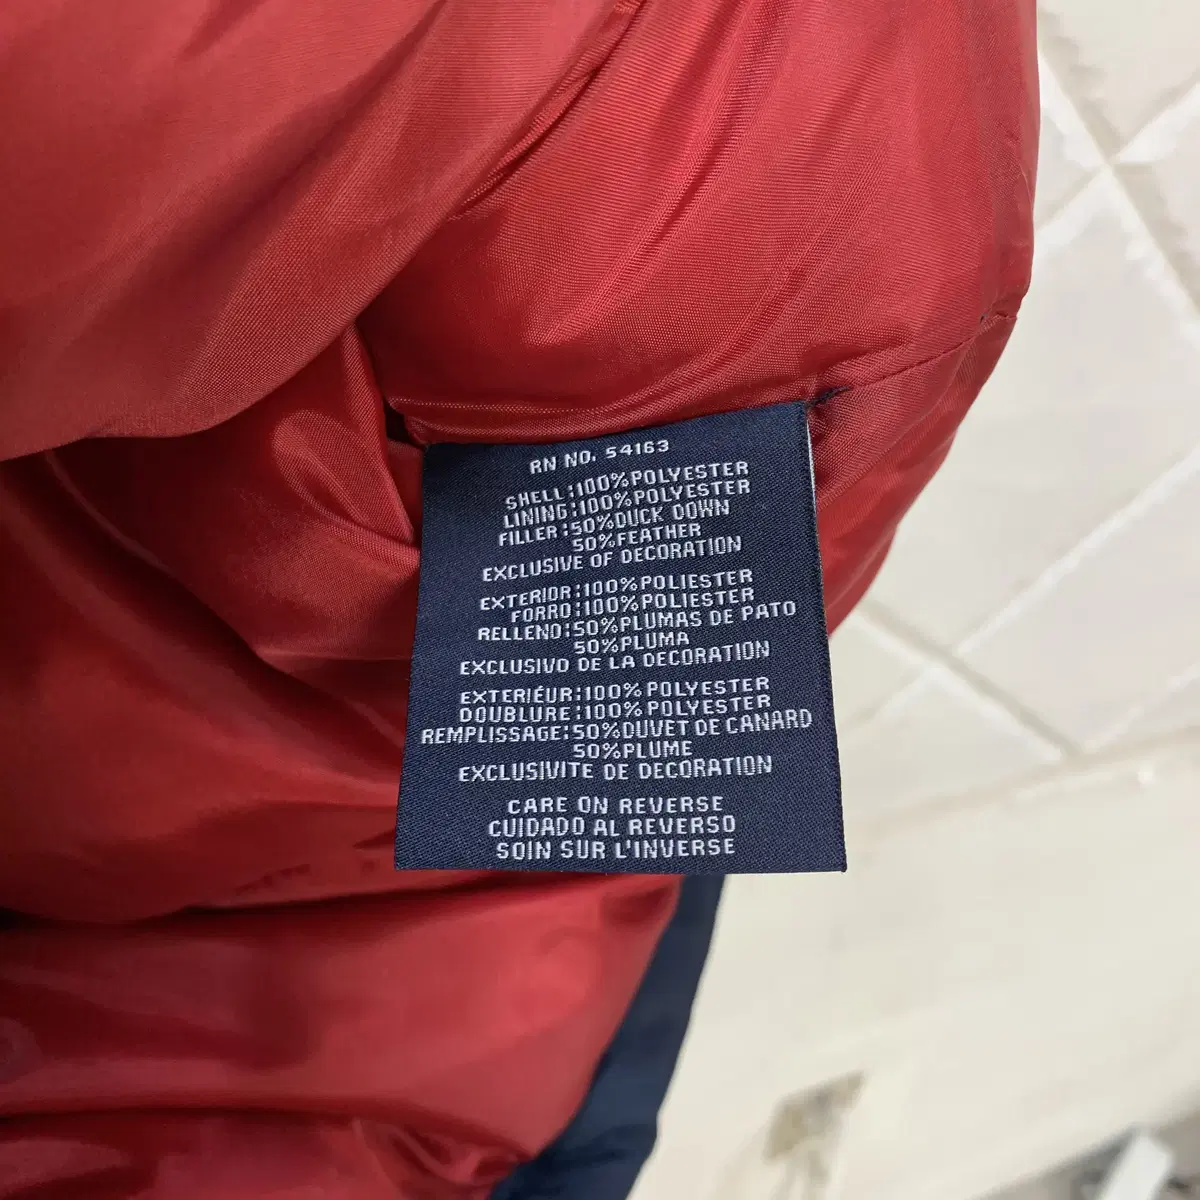 RN NO. 54163
SHELL:100%POLYESTER
LINING:100%POLYESTER
FILLER:50%DUCK DOWN
50%FEATHER
EXCLUSIVE OF DECORATION
EXTERIOR:100%POLIESTER
FORRO:100%POLIESTER
RELLENO:50%PLUMAS DE PATO
50%PLUMA
EXCLUSIVO DE LA DECORATION
EXTERIÉUR:100%POLYESTER
DOUBLURE:100%POLYESTER
REMPLISSAGE:50%DUVET DE CANARD
50%PLUME
EXCLUSIVITE DE DECORATION
CARE ON REVERSE
CUIDADO AL REVERSO
SOIN SUR L'INVERSE